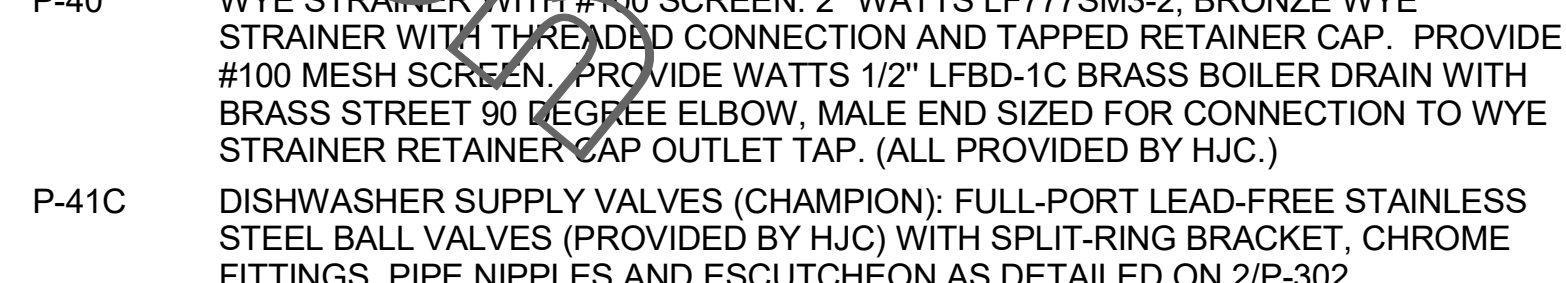 P-40 WYE STRAINER WITH #100 SCREEN: 2" WATTS LF777SM3-2, BRONZE WYE
STRAINER WITH THREADED CONNECTION AND TAPPED RETAINER CAP. PROVIDE
#100 MESH SCREEN. PROVIDE WATTS 1/2" LFBD-1C BRASS BOILER DRAIN WITH
BRASS STREET 90 DEGREE ELBOW, MALE END SIZED FOR CONNECTION TO WYE
STRAINER RETAINER CAP OUTLET TAP. (ALL PROVIDED BY HJC.)
P-41C DISHWASHER SUPPLY VALVES (CHAMPION): FULL-PORT LEAD-FREE STAINLESS
STEEL BALL VALVES (PROVIDED BY HJC) WITH SPLIT-RING BRACKET, CHROME
FITTINGS, PIPE NIPPLES AND ESCUTCHEON AS DETAILED ON 2/P-302